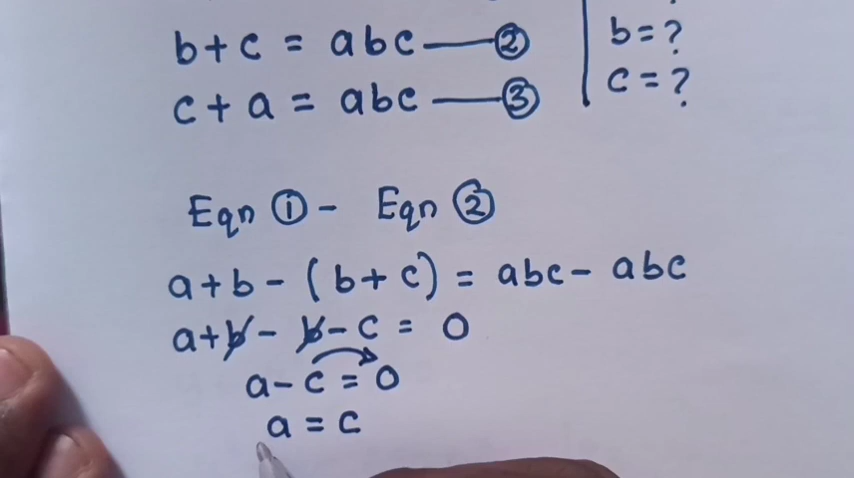 b+c = abc — ②
b = ?
c + a = abc — ③
c = ?
Eqn ① - Eqn ②
a+b - (b+c) = abc - abc
a+b - b - c = 0
a - c = 0
a = c